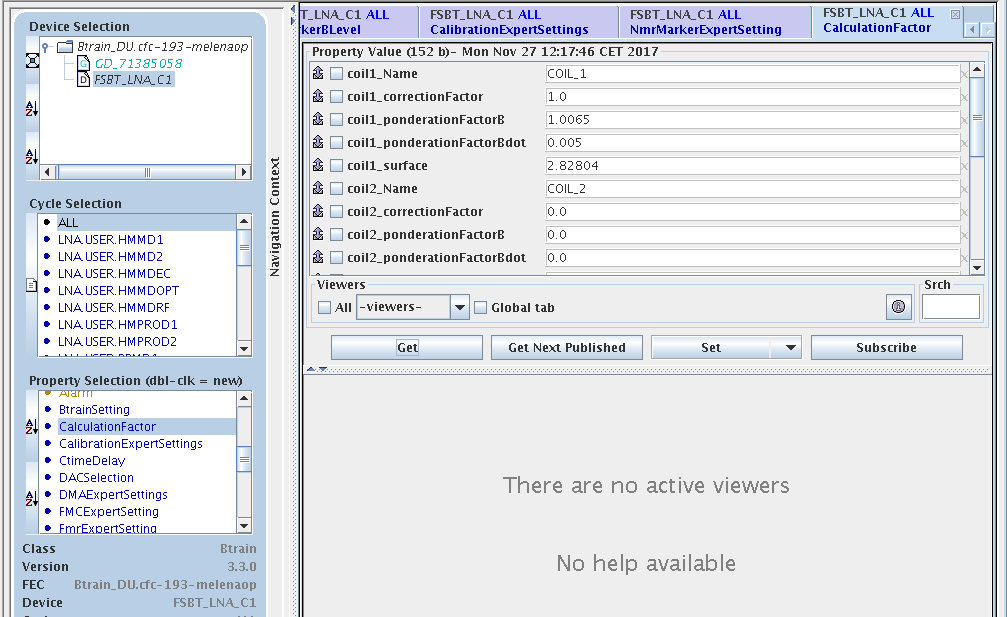 Device Selection
Btrain_DU.cfc-193-melenaop
GD_71385058
FSBT_LNA_C1
Cycle Selection
ALL
LNA.USER.HMMD1
LNA.USER.HMMD2
LNA.USER.HMMDEC
LNA.USER.HMMDOPT
LNA.USER.HMMDRF
LNA.USER.HMPROD1
LNA.USER.HMPROD2
Property Selection (dbl-clk = new)
Alarm
BtrainSetting
CalculationFactor
CalibrationExpertSettings
CtimeDelay
DACSelection
DMAExpertSettings
FMCExpertSetting
FmrExpertSetting
Class Btrain
Version 3.3.0
FEC Btrain_DU.cfc-193-melenaop
Device FSBT_LNA_C1
Navigation Context
T_LNA_C1 ALL
kerBLevel
FSBT_LNA_C1 ALL
CalibrationExpertSettings
FSBT_LNA_C1 ALL
NmrMarkerExpertSetting
FSBT_LNA_C1 ALL
CalculationFactor
Property Value (152 b)- Mon Nov 27 12:17:46 CET 2017
coil1_Name COIL_1
coil1_correctionFactor 1.0
coil1_ponderationFactorB 1.0065
coil1_ponderationFactorBdot 0.005
coil1_surface 2.82804
coil2_Name COIL_2
coil2_correctionFactor 0.0
coil2_ponderationFactorB 0.0
coil2_ponderationFactorBdot 0.0
Viewers
All -viewers- Global tab
Srch
Get Get Next Published Set Subscribe
There are no active viewers
No help available